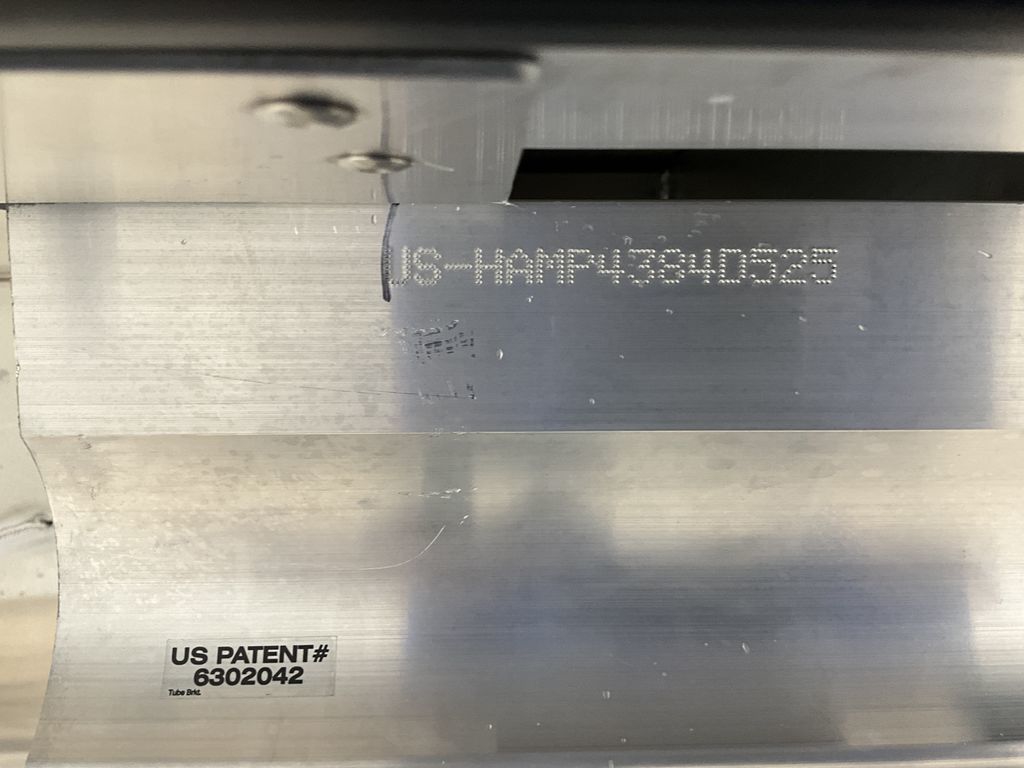 US-HAMP4384D525
US PATENT#
6302042
Tube Brkt.